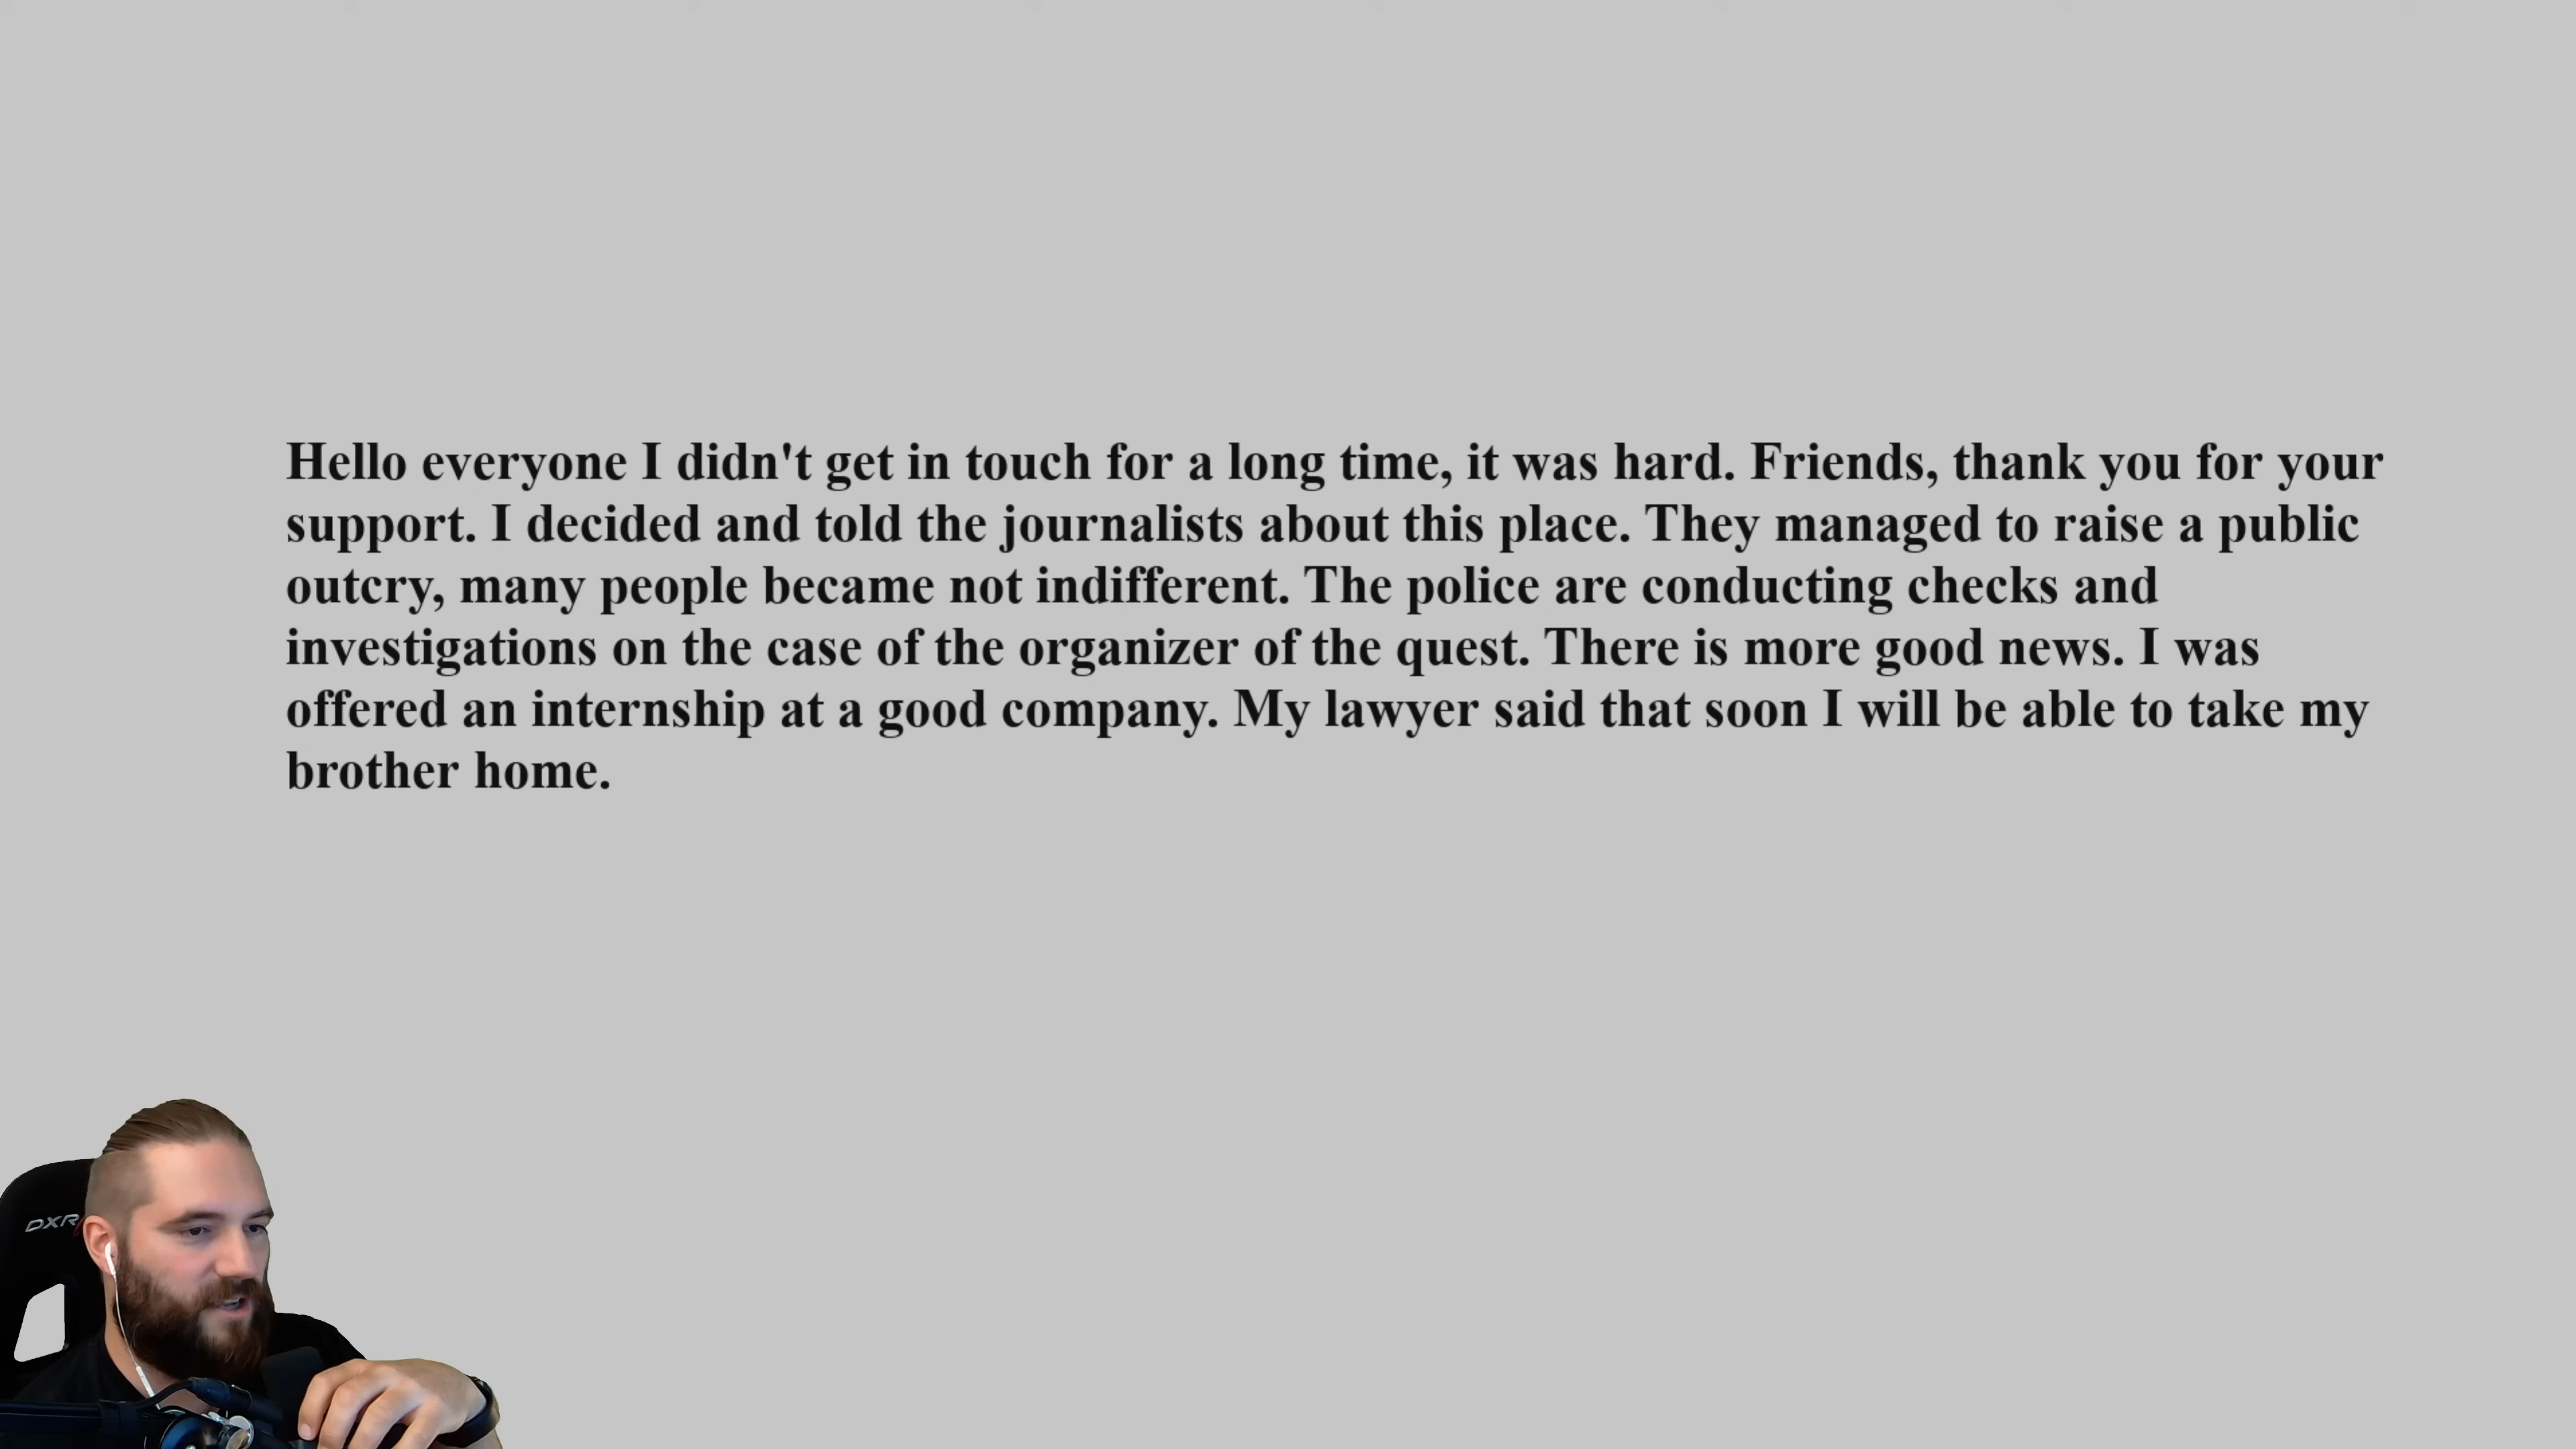 Hello everyone I didn't get in touch for a long time, it was hard. Friends, thank you for your
support. I decided and told the journalists about this place. They managed to raise a public
outcry, many people became not indifferent. The police are conducting checks and
investigations on the case of the organizer of the quest. There is more good news. I was
offered an internship at a good company. My lawyer said that soon I will be able to take my
brother home.
DXR